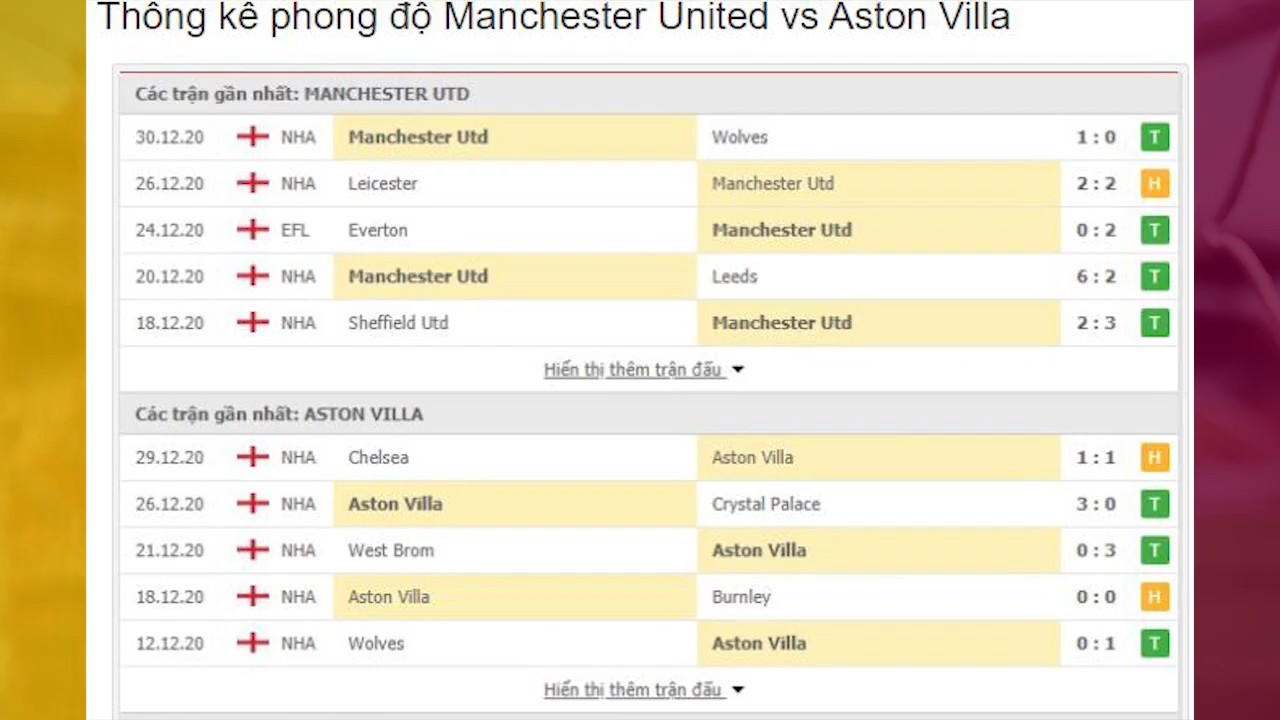 Thông kê phong độ Manchester United vs Aston Villa
Các trận gần nhất: MANCHESTER UTD
30.12.20 NHA Manchester Utd Wolves 1 : 0 T
26.12.20 NHA Leicester Manchester Utd 2 : 2 H
24.12.20 EFL Everton Manchester Utd 0 : 2 T
20.12.20 NHA Manchester Utd Leeds 6 : 2 T
18.12.20 NHA Sheffield Utd Manchester Utd 2 : 3 T
Hiển thị thêm trận đấu
Các trận gần nhất: ASTON VILLA
29.12.20 NHA Chelsea Aston Villa 1 : 1 H
26.12.20 NHA Aston Villa Crystal Palace 3 : 0 T
21.12.20 NHA West Brom Aston Villa 0 : 3 T
18.12.20 NHA Aston Villa Burnley 0 : 0 H
12.12.20 NHA Wolves Aston Villa 0 : 1 T
Hiển thị thêm trận đấu